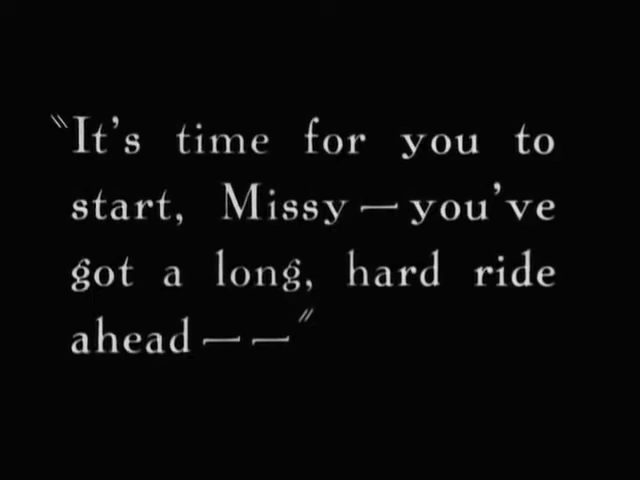 "It's time for you to
start, Missy — you've
got a long, hard ride
ahead — — "